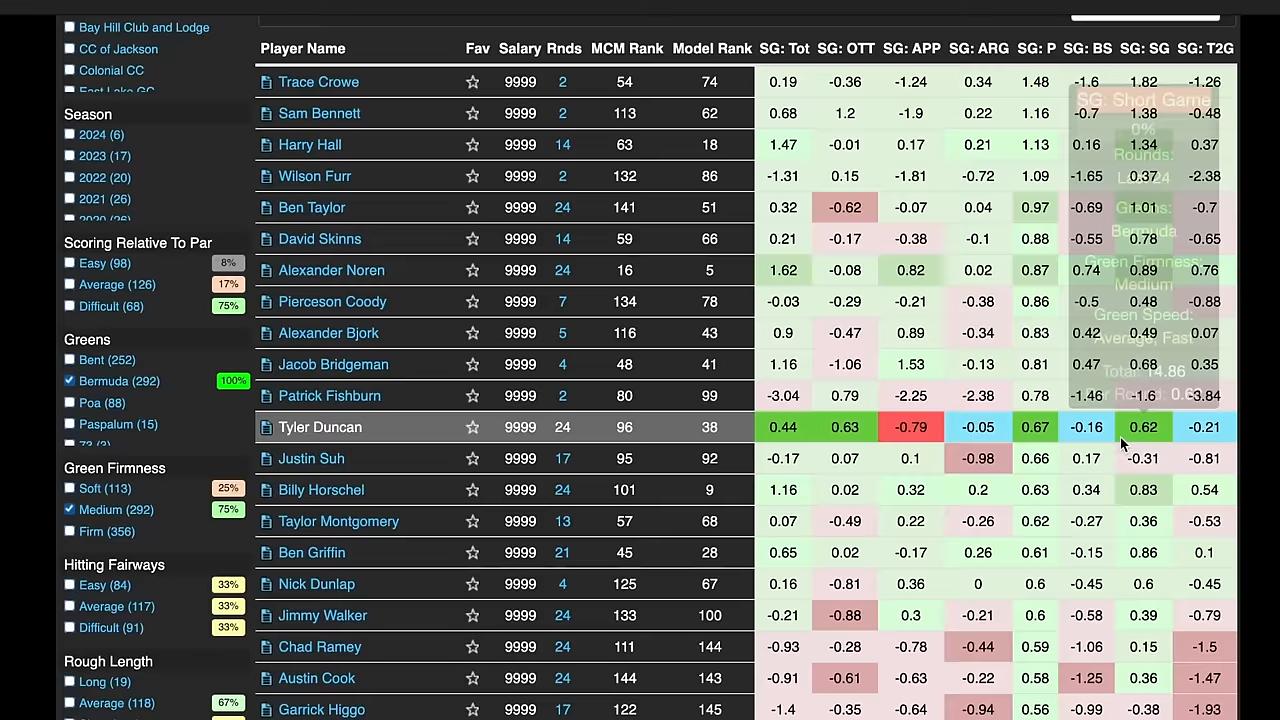 Bay Hill Club and Lodge
CC of Jackson
Colonial CC
East Lake GC
Season
2024 (6)
2023 (17)
2022 (20)
2021 (26)
2020 (26)
Scoring Relative To Par
Easy (98) 8%
Average (126) 17%
Difficult (68) 75%
Greens
Bent (252)
Bermuda (292) 100%
Poa (88)
Paspalum (15)
Green Firmness
Soft (113) 25%
Medium (292) 75%
Firm (356)
Hitting Fairways
Easy (84) 33%
Average (117) 33%
Difficult (91) 33%
Rough Length
Long (19)
Average (118) 67%
Player Name Fav Salary Rnds MCM Rank Model Rank SG: Tot SG: OTT SG: APP SG: ARG SG: P SG: BS SG: SG SG: T2G
Trace Crowe 9999 2 54 74 0.19 -0.36 -1.24 0.34 1.48 -1.6 1.82 -1.26
Sam Bennett 9999 2 113 62 0.68 1.2 -1.9 0.22 1.16 -0.7 1.38 -0.48
Harry Hall 9999 14 63 18 1.47 -0.01 0.17 0.21 1.13 0.16 1.34 0.37
Wilson Furr 9999 2 132 86 -1.31 0.15 -1.81 -0.72 1.09 -1.65 0.37 -2.38
Ben Taylor 9999 24 141 51 0.32 -0.62 -0.07 0.04 0.97 -0.69 1.01 -0.7
David Skinns 9999 14 59 66 0.21 -0.17 -0.38 -0.1 0.88 -0.55 0.78 -0.65
Alexander Noren 9999 24 16 5 1.62 -0.08 0.82 0.02 0.87 0.74 0.89 0.76
Pierceson Coody 9999 7 134 78 -0.03 -0.29 -0.21 -0.38 0.86 -0.5 0.48 -0.88
Alexander Bjork 9999 5 116 43 0.9 -0.47 0.89 -0.34 0.83 0.42 0.49 0.07
Jacob Bridgeman 9999 4 48 41 1.16 -1.06 1.53 -0.13 0.81 0.47 0.68 0.35
Patrick Fishburn 9999 2 80 99 -3.04 0.79 -2.25 -2.38 0.78 -1.46 -1.6 -3.84
Tyler Duncan 9999 24 96 38 0.44 0.63 -0.79 -0.05 0.67 -0.16 0.62 -0.21
Justin Suh 9999 17 95 92 -0.17 0.07 0.1 -0.98 0.66 0.17 -0.31 -0.81
Billy Horschel 9999 24 101 9 1.16 0.02 0.32 0.2 0.63 0.34 0.83 0.54
Taylor Montgomery 9999 13 57 68 0.07 -0.49 0.22 -0.26 0.62 -0.27 0.36 -0.53
Ben Griffin 9999 21 45 28 0.65 0.02 -0.17 0.26 0.61 -0.15 0.86 0.1
Nick Dunlap 9999 4 125 67 0.16 -0.81 0.36 0 0.6 -0.45 0.6 -0.45
Jimmy Walker 9999 24 133 100 -0.21 -0.88 0.3 -0.21 0.6 -0.58 0.39 -0.79
Chad Ramey 9999 24 111 144 -0.93 -0.28 -0.78 -0.44 0.59 -1.06 0.15 -1.5
Austin Cook 9999 24 144 143 -0.91 -0.61 -0.63 -0.22 0.58 -1.25 0.36 -1.47
Garrick Higgo 9999 17 122 145 -1.4 -0.35 -0.64 -0.94 0.56 -0.99 -0.38 -1.93
SG: Short Game
0%
Rounds:
Last 24
Greens:
Bermuda
Green Firmness:
Medium
Green Speed:
Average, Fast
Total: 14.86
Per Round: 0.62